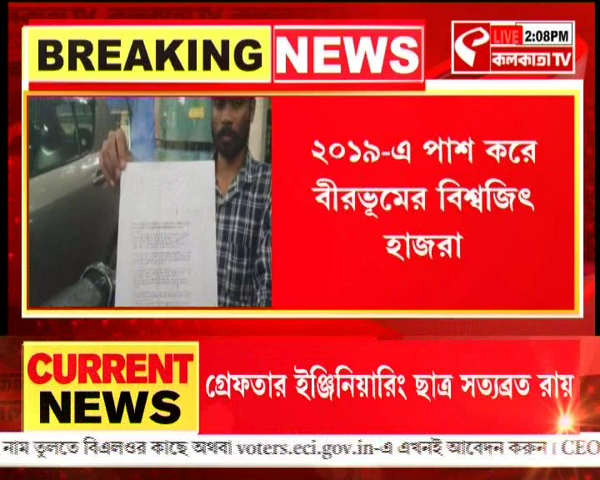 BREAKING NEWS
LIVE 2:08PM
কলকাতা TV
২০১৯-এ পাশ করে
বীরভূমের বিশ্বজিৎ
হাজরা
CURRENT
NEWS
গ্রেফতার ইঞ্জিনিয়ারিং ছাত্র সত্যব্রত রায়
নাম তুলতে বিএলওর কাছে অথবা voters.eci.gov.in-এ এখনই আবেদন করুন। CEO